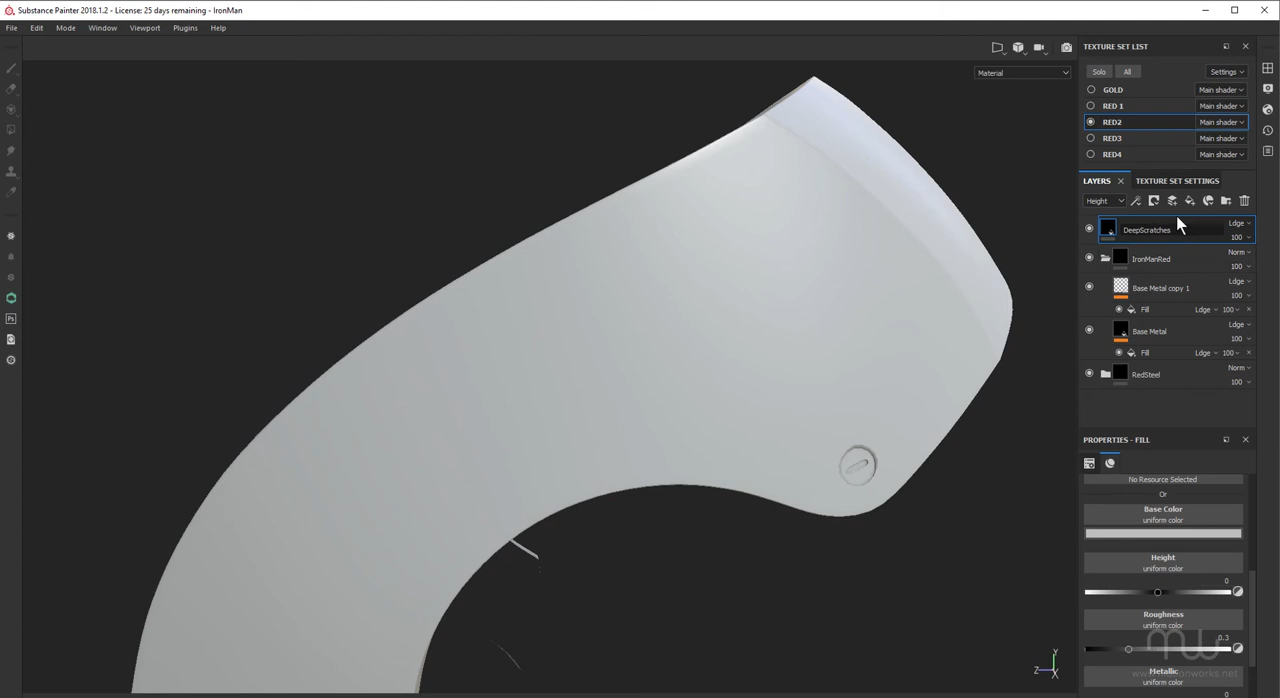 Substance Painter 2018.1.2 - License: 25 days remaining - IronMan
File Edit Mode Window Viewport Plugins Help
Material
TEXTURE SET LIST
Solo All Settings
GOLD Main shader
RED 1 Main shader
RED2 Main shader
RED3 Main shader
RED4 Main shader
LAYERS TEXTURE SET SETTINGS
Height
DeepScratches Ldge 100
IronManRed Norm 100
Base Metal copy 1 Ldge 100
Fill Ldge 100
Base Metal Ldge 100
Fill Ldge 100
RedSteel Norm 100
PROPERTIES - FILL
No Resource Selected
Or
Base Color
uniform color
Height
uniform color
0
Roughness
uniform color
0.3
Metallic
uniform color
0
Ps
Y
Z
X